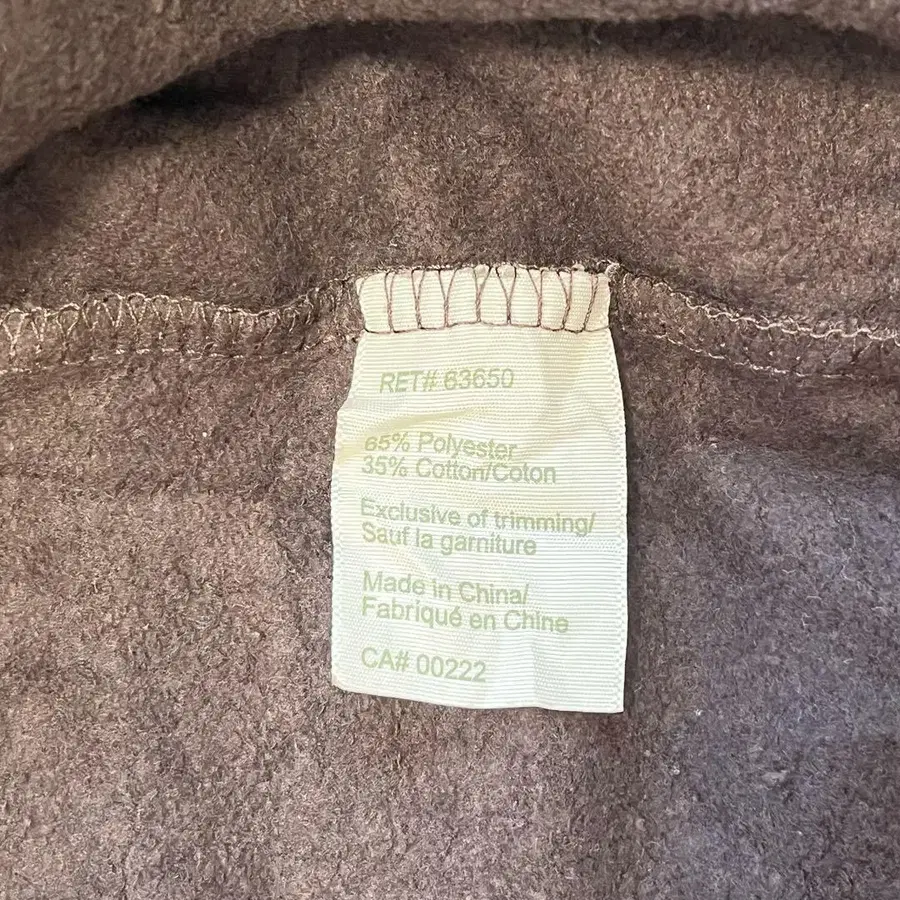 RET# 63650
65% Polyester
35% Cotton/Coton
Exclusive of trimming/
Sauf la garniture
Made in China/
Fabriqué en Chine
CA# 00222